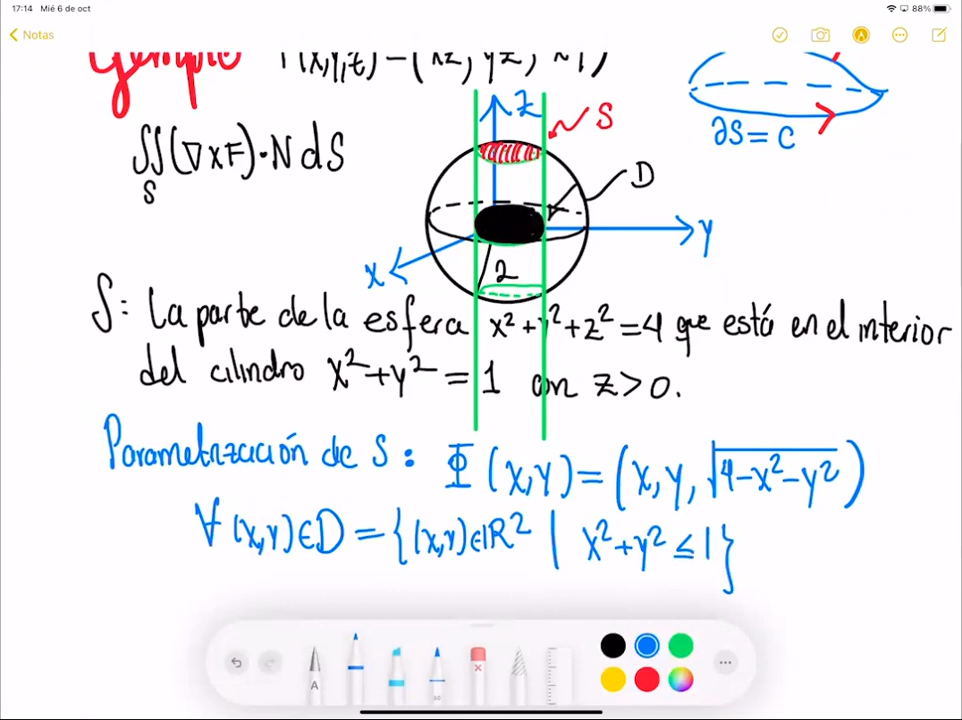 17:14 Mié 6 de oct
88%
Notas
Ejemplo
∂S = C
∬(∇×F)·N dS
S
Z
S
D
y
x
2
S: La parte de la esfera x²+y²+z²=4 que está en el interior
del cilindro x²+y²=1 con z>0.
Parametrización de S: Φ(x,y)=(x,y,√(4-x²-y²))
∀(x,y)∈D={(x,y)∈ℝ² | x²+y²≤1}
A